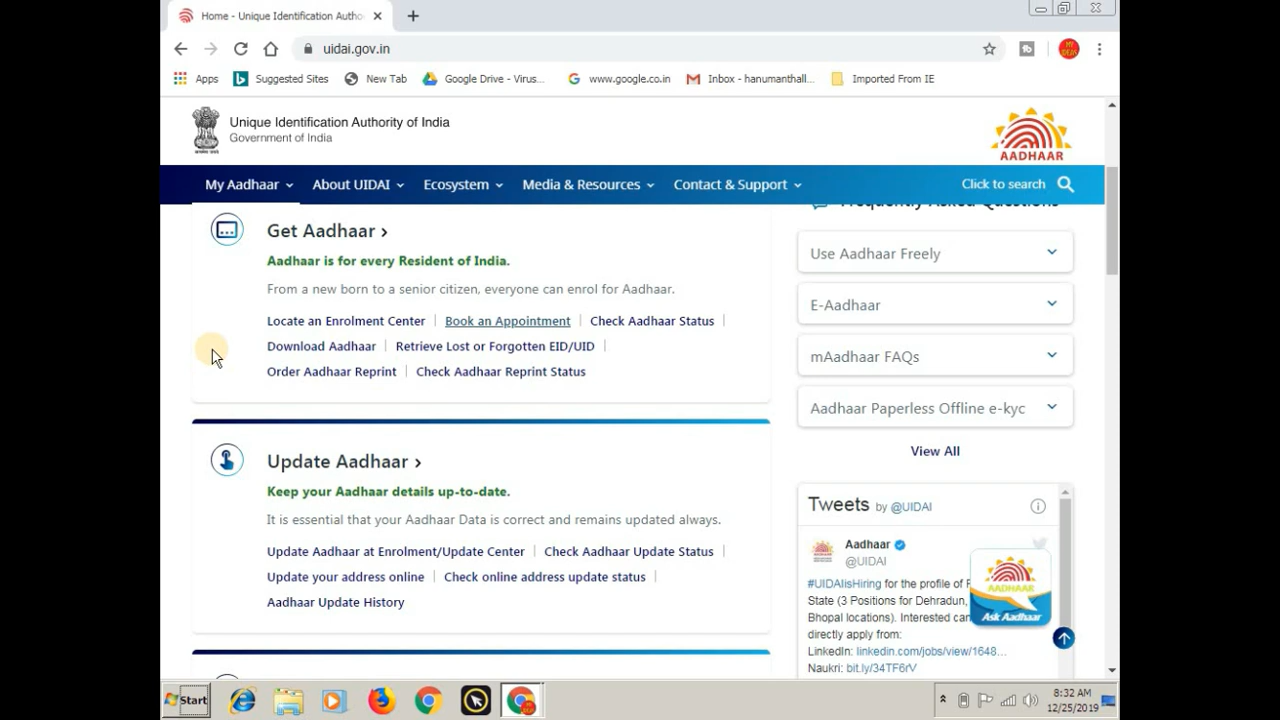 Home - Unique Identification Autho
uidai.gov.in
Apps
Suggested Sites
New Tab
Google Drive - Virus...
www.google.co.in
Inbox - hanumanthall...
Imported From IE
Unique Identification Authority of India
Government of India
AADHAAR
My Aadhaar
About UIDAI
Ecosystem
Media & Resources
Contact & Support
Click to search
Get Aadhaar ›
Aadhaar is for every Resident of India.
From a new born to a senior citizen, everyone can enrol for Aadhaar.
Locate an Enrolment Center | Book an Appointment | Check Aadhaar Status |
Download Aadhaar | Retrieve Lost or Forgotten EID/UID |
Order Aadhaar Reprint | Check Aadhaar Reprint Status
Update Aadhaar ›
Keep your Aadhaar details up-to-date.
It is essential that your Aadhaar Data is correct and remains updated always.
Update Aadhaar at Enrolment/Update Center | Check Aadhaar Update Status |
Update your address online | Check online address update status |
Aadhaar Update History
Frequently Asked Questions
Use Aadhaar Freely
E-Aadhaar
mAadhaar FAQs
Aadhaar Paperless Offline e-kyc
View All
Tweets by @UIDAI
Aadhaar
@UIDAI
#UIDAIisHiring for the profile of
State (3 Positions for Dehradun,
Bhopal locations). Interested can
directly apply from:
LinkedIn: linkedin.com/jobs/view/1648...
Naukri: bit.ly/34TF6rV
AADHAAR
Ask Aadhaar
Start
8:32 AM
12/25/2019